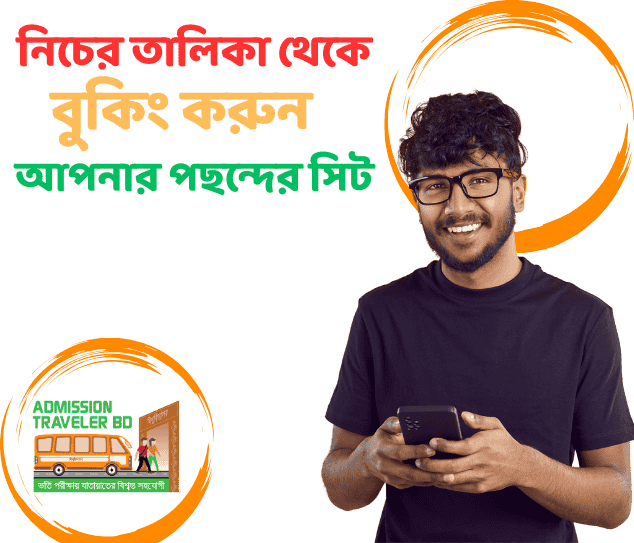 নিচের তালিকা থেকে
বুকিং করুন
আপনার পছন্দের সিট
ADMISSION
TRAVELER BD
ভর্তি পরীক্ষায় যাতায়াতের বিশ্বস্ত সহযোগী